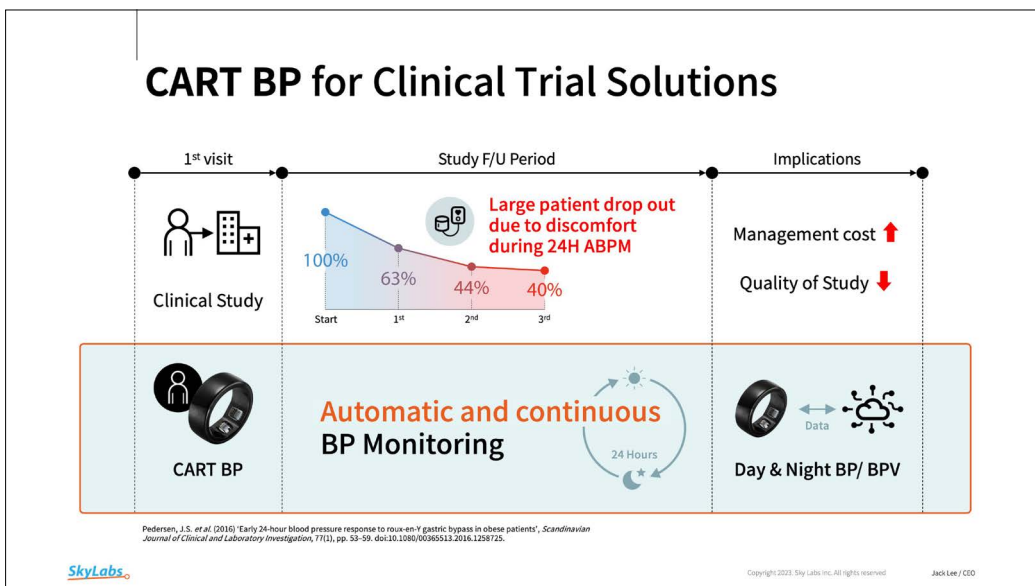 CART BP for Clinical Trial Solutions
1st visit
Study F/U Period
Implications
Large patient drop out
due to discomfort
during 24H ABPM
100%
63%
44%
40%
Start
1st
2nd
3rd
Clinical Study
Management cost
Quality of Study
Automatic and continuous
BP Monitoring
24 Hours
Data
CART BP
Day & Night BP/ BPV
Pedersen, J.S. et al. (2016) ‘Early 24-hour blood pressure response to roux-en-Y gastric bypass in obese patients’, Scandinavian
Journal of Clinical and Laboratory Investigation, 77(1), pp. 53–59. doi:10.1080/00365513.2016.1258725.
SkyLabs
Copyright 2023. Sky Labs Inc. All rights reserved
Jack Lee / CEO